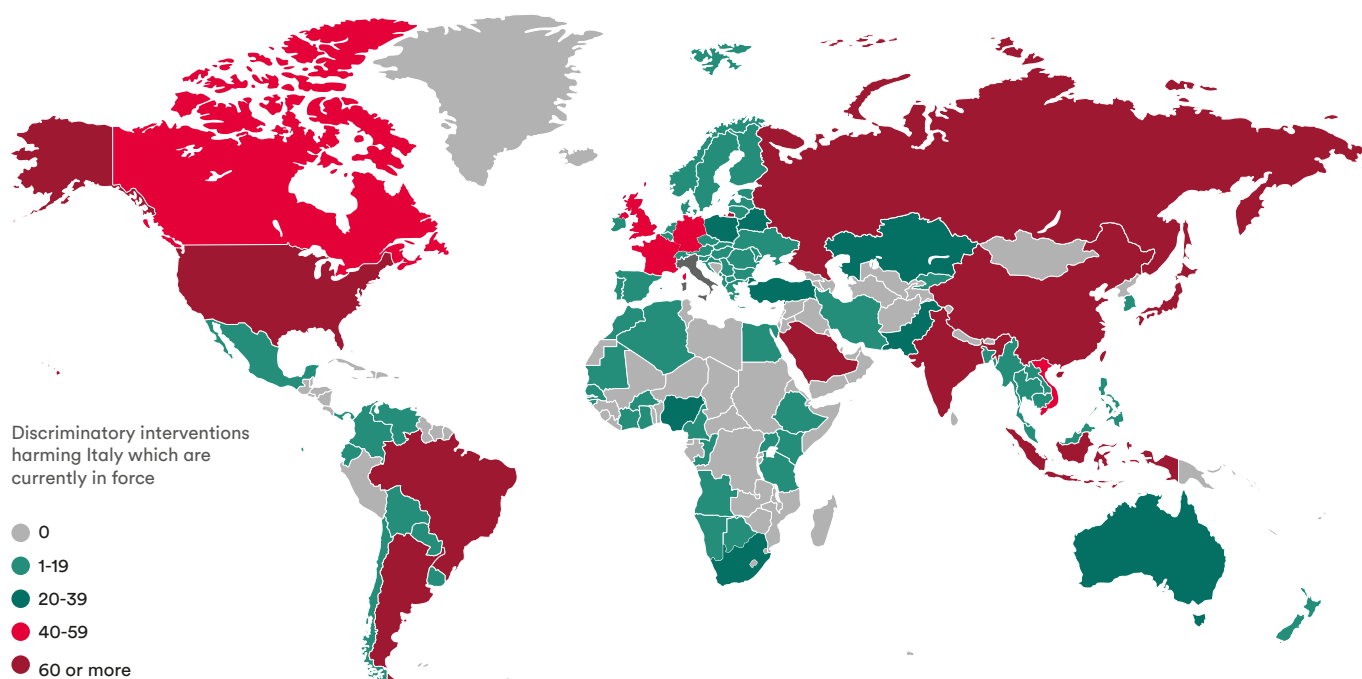 Discriminatory interventions
harming Italy which are
currently in force
0
1-19
20-39
40-59
60 or more